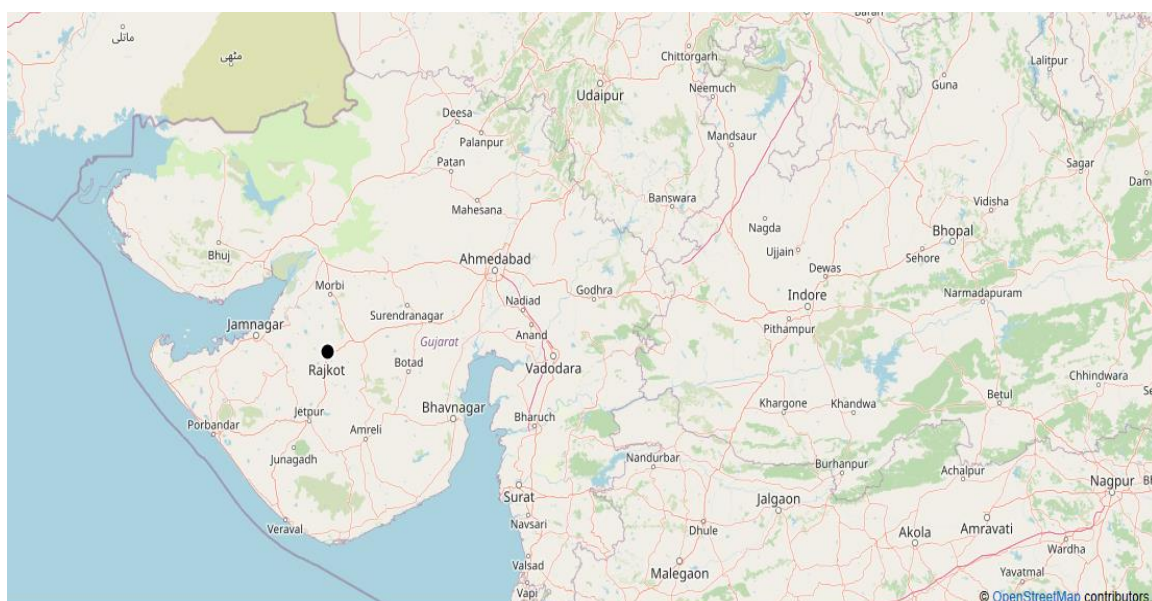 ماتلی
مٹھی
Chittorgarh
Lalitpur
Udaipur
Neemuch
Guna
Deesa
Palanpur
Mandsaur
Patan
Sagar
Banswara
Mahesana
Nagda
Vidisha
Bhopal
Bhuj
Ujjain
Sehore
Ahmedabad
Dewas
Morbi
Nadiad
Godhra
Indore
Narmadapuram
Surendranagar
Jamnagar
Anand
Pithampur
Gujarat
Rajkot
Botad
Vadodara
Chhindwara
Betul
Jetpur
Bhavnagar
Bharuch
Khargone
Khandwa
Porbandar
Amreli
Junagadh
Nandurbar
Burhanpur
Achalpur
Nagpur
Surat
Jalgaon
Veraval
Navsari
Dhule
Akola
Amravati
Wardha
Valsad
Malegaon
Yavatmal
Vapi
© OpenStreetMap contributors